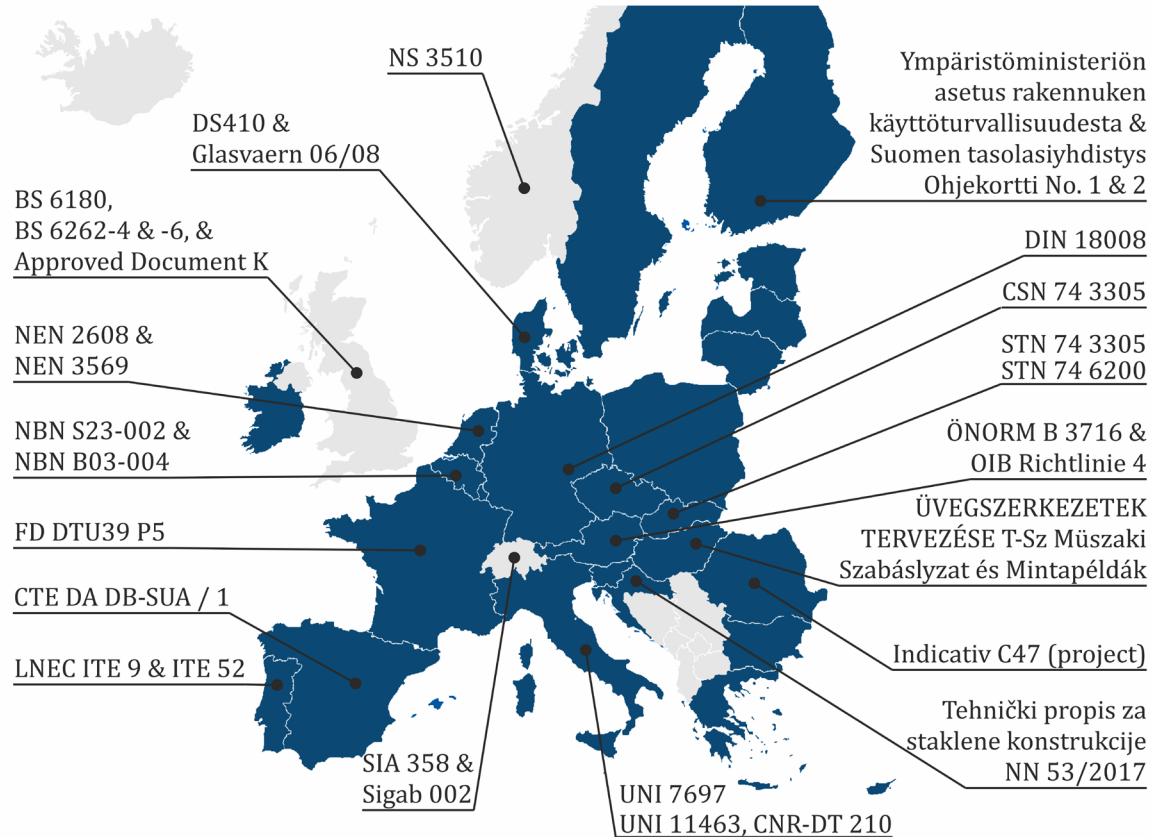 NS 3510
DS410 &
Glasvaern 06/08
BS 6180,
BS 6262-4 & -6, &
Approved Document K
NEN 2608 &
NEN 3569
NBN S23-002 &
NBN B03-004
FD DTU39 P5
CTE DA DB-SUA / 1
LNEC ITE 9 & ITE 52
SIA 358 &
Sigab 002
UNI 7697
UNI 11463, CNR-DT 210
Ympäristöministeriön
asetus rakennuken
käyttöturvallisuudesta &
Suomen tasolasiyhdistys
Ohjekortti No. 1 & 2
DIN 18008
CSN 74 3305
STN 74 3305
STN 74 6200
ÖNORM B 3716 &
OIB Richtlinie 4
ÜVEGSZERKEZETEK
TERVEZÉSE T-Sz Müszaki
Szabáslyzat és Mintapéldák
Indicativ C47 (project)
Tehnički propis za
staklene konstrukcije
NN 53/2017